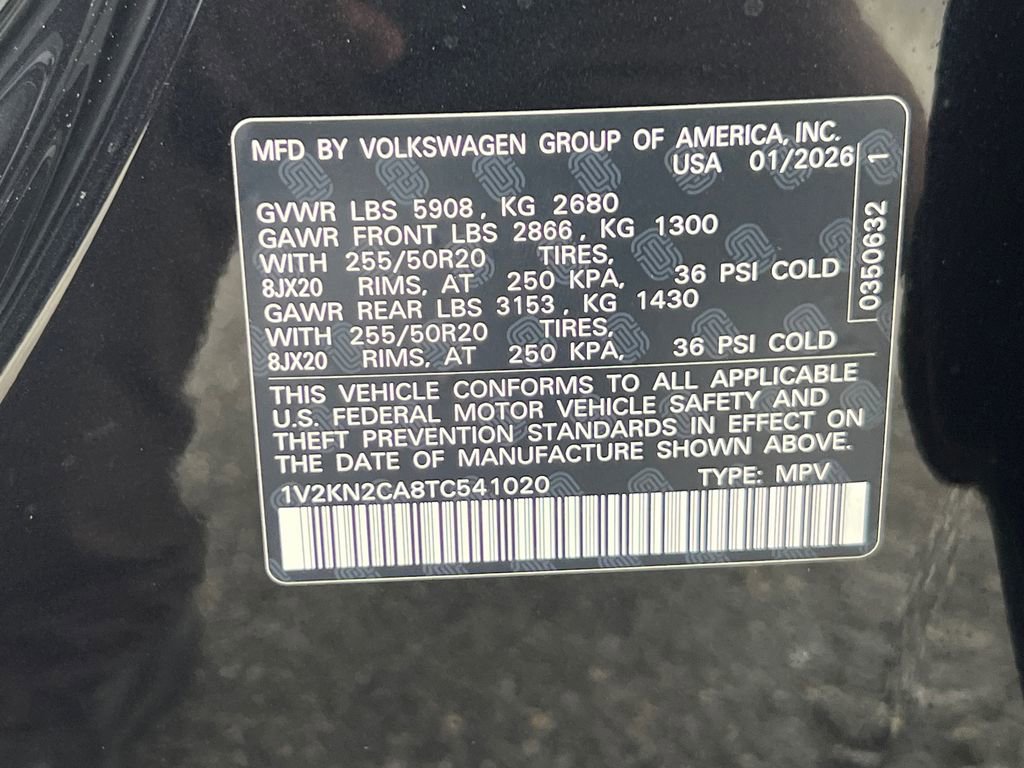 MFD BY VOLKSWAGEN GROUP OF AMERICA, INC.
USA 01/2026
GVWR LBS 5908, KG 2680
GAWR FRONT LBS 2866, KG 1300
WITH 255/50R20 TIRES,
8JX20 RIMS, AT 250 KPA, 36 PSI COLD
GAWR REAR LBS 3153, KG 1430
WITH 255/50R20 TIRES,
8JX20 RIMS, AT 250 KPA, 36 PSI COLD
THIS VEHICLE CONFORMS TO ALL APPLICABLE
U.S. FEDERAL MOTOR VEHICLE SAFETY AND
THEFT PREVENTION STANDARDS IN EFFECT ON
THE DATE OF MANUFACTURE SHOWN ABOVE.
1V2KN2CA8TC541020 TYPE: MPV
0350632 1